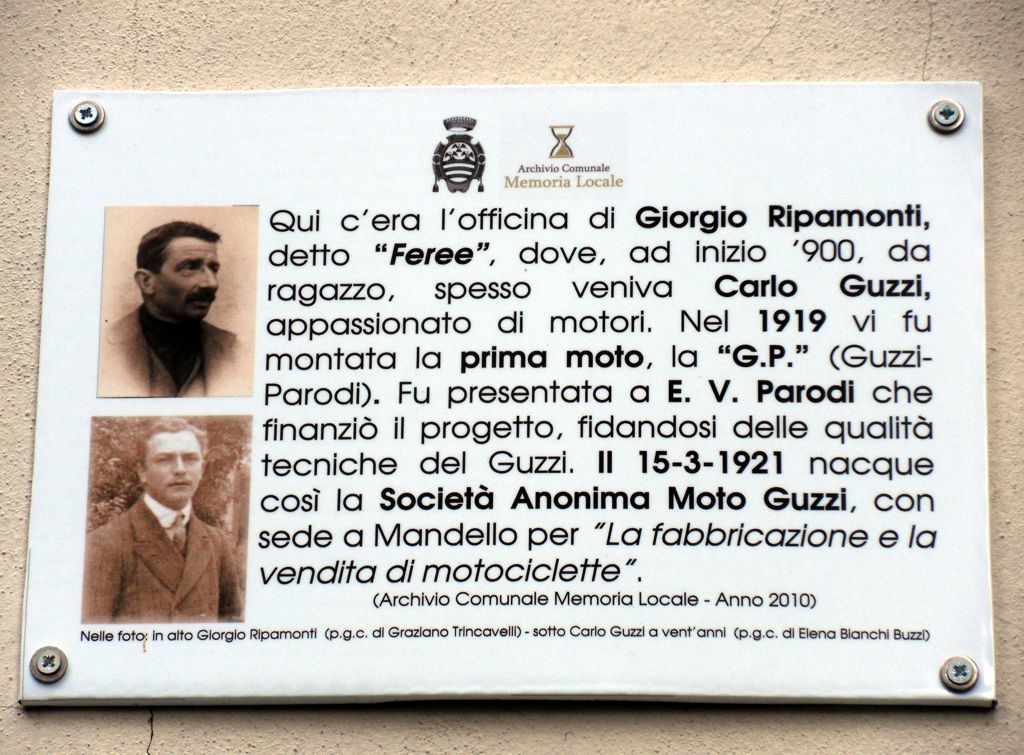 Archivio Comunale
Memoria Locale
Qui c'era l'officina di Giorgio Ripamonti,
detto "Feree", dove, ad inizio '900, da
ragazzo, spesso veniva Carlo Guzzi,
appassionato di motori. Nel 1919 vi fu
montata la prima moto, la "G.P." (Guzzi-
Parodi). Fu presentata a E. V. Parodi che
finanziò il progetto, fidandosi delle qualità
tecniche del Guzzi. Il 15-3-1921 nacque
così la Società Anonima Moto Guzzi, con
sede a Mandello per "La fabbricazione e la
vendita di motociclette".
(Archivio Comunale Memoria Locale - Anno 2010)
Nelle foto: in alto Giorgio Ripamonti (p.g.c. di Graziano Trincavelli) - sotto Carlo Guzzi a vent'anni (p.g.c. di Elena Bianchi Buzzi)